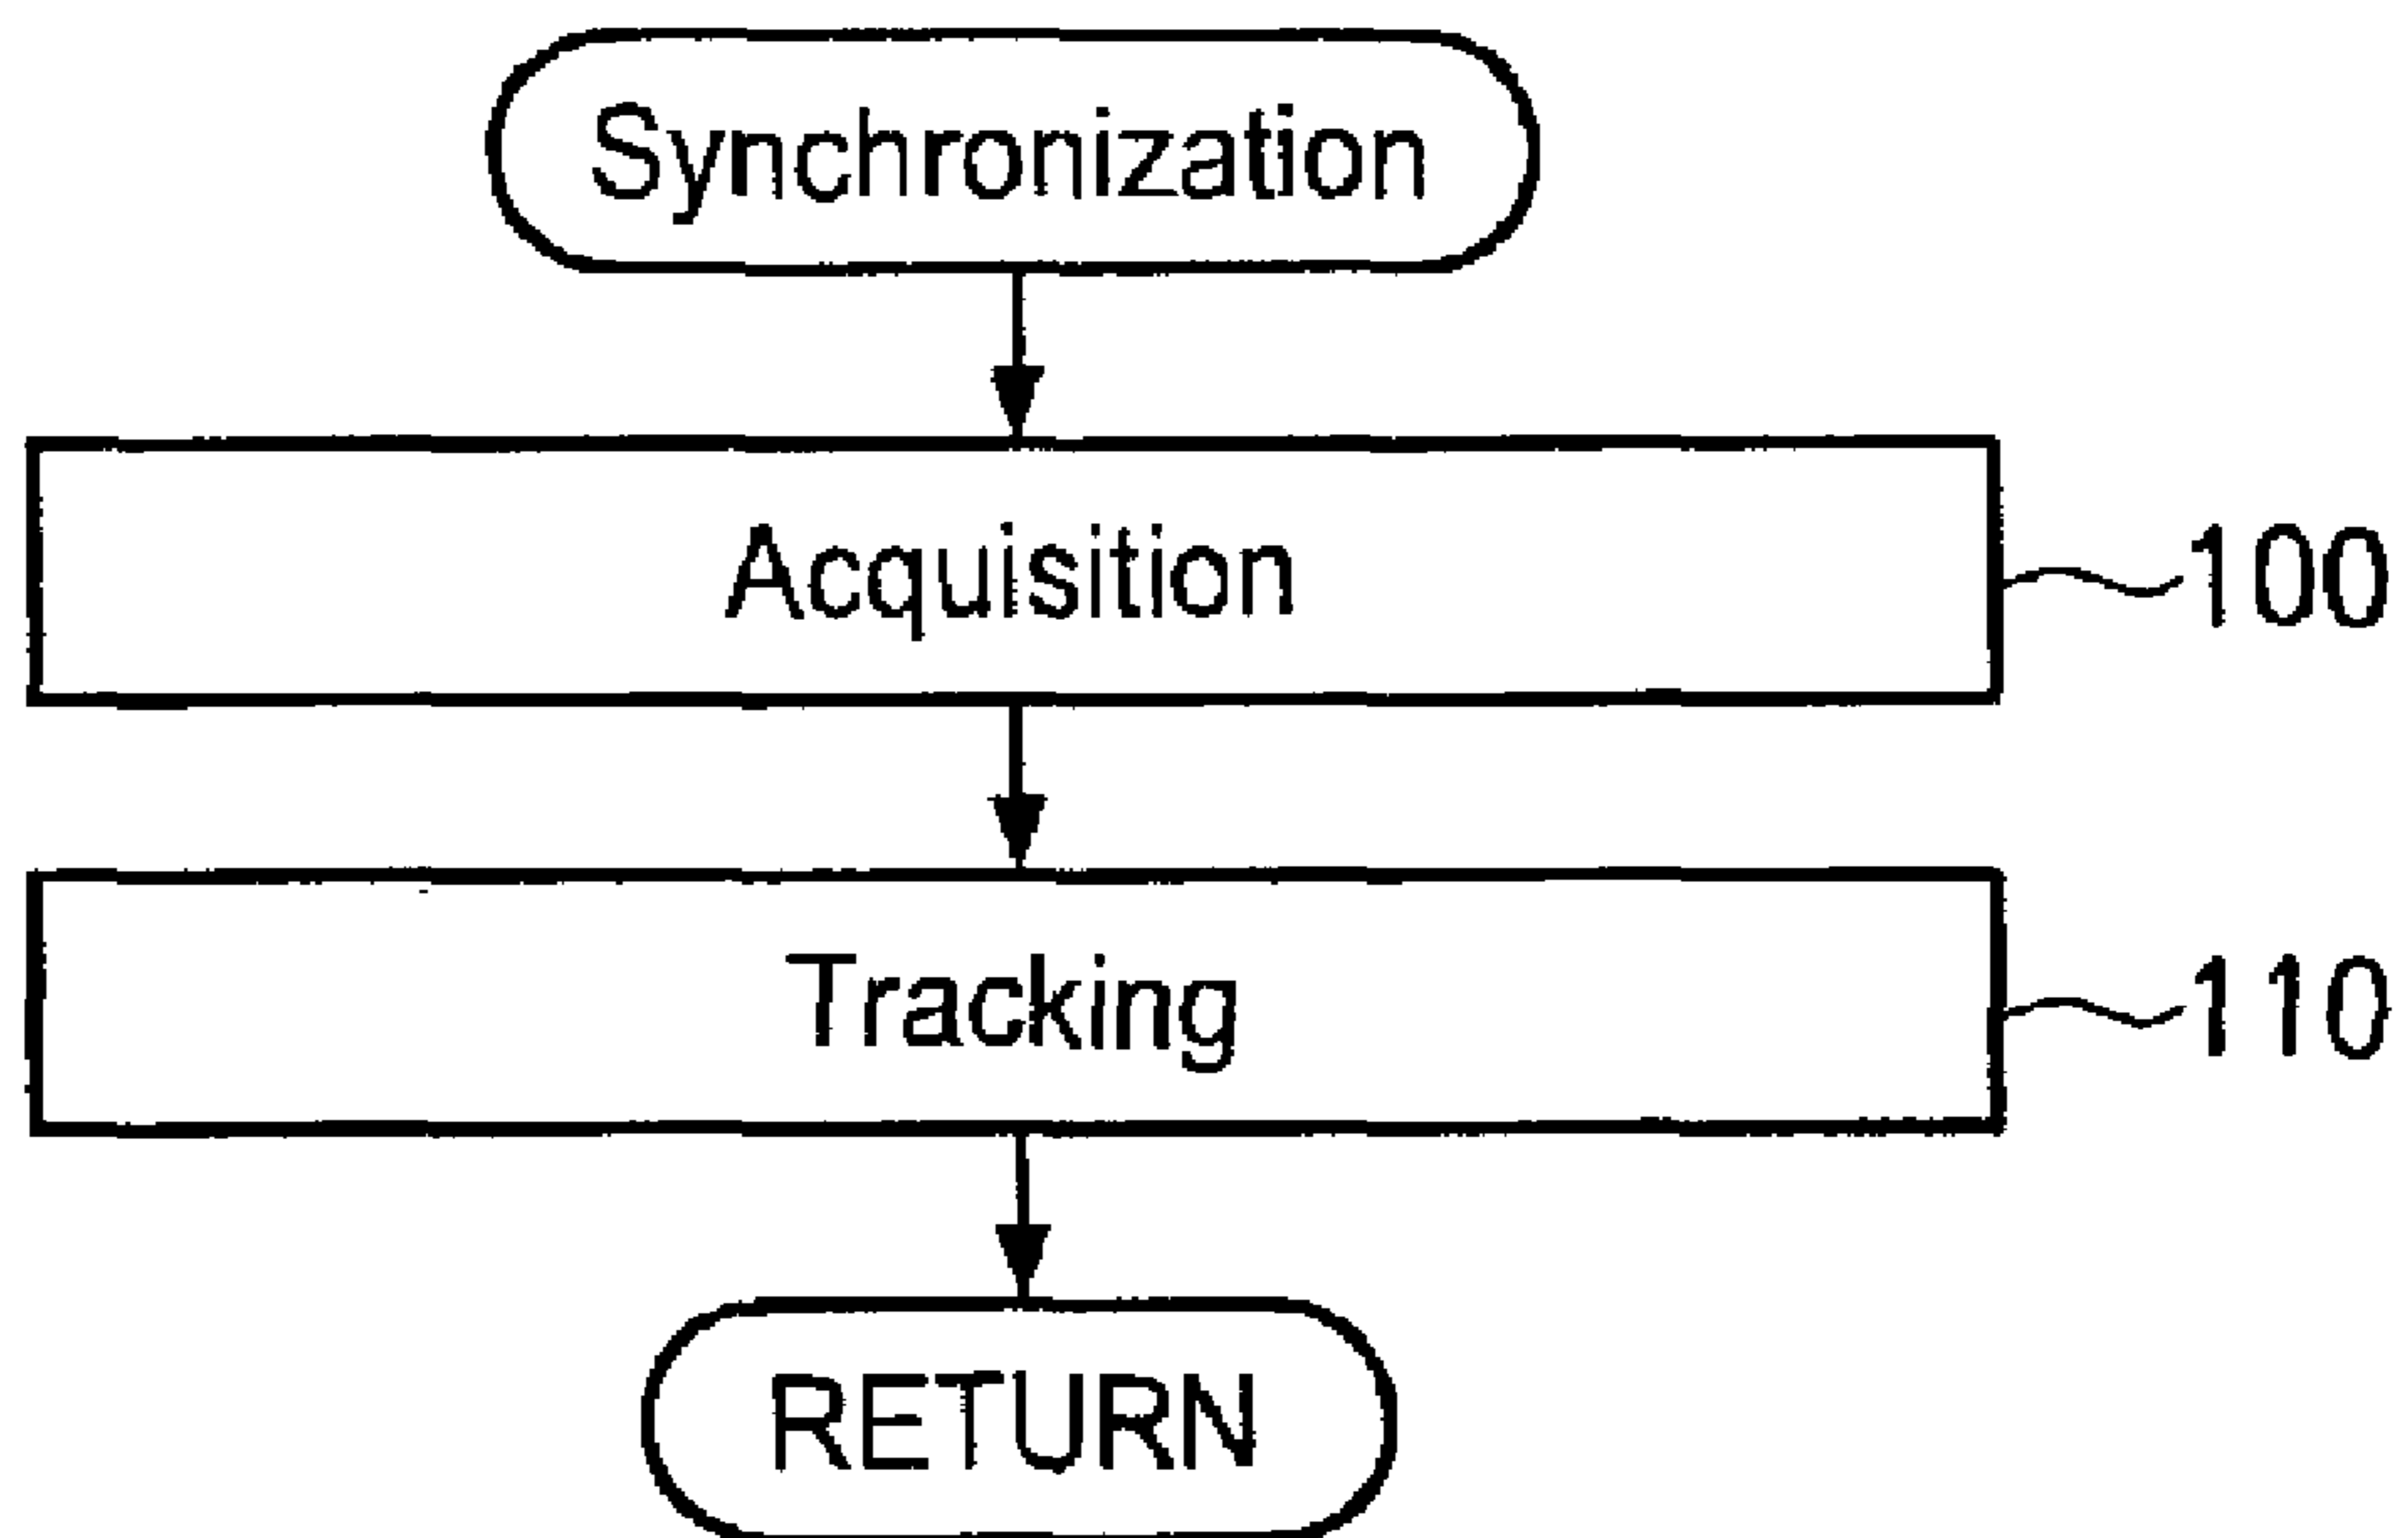 Synchronization
Acquisition
100
Tracking
110
RETURN